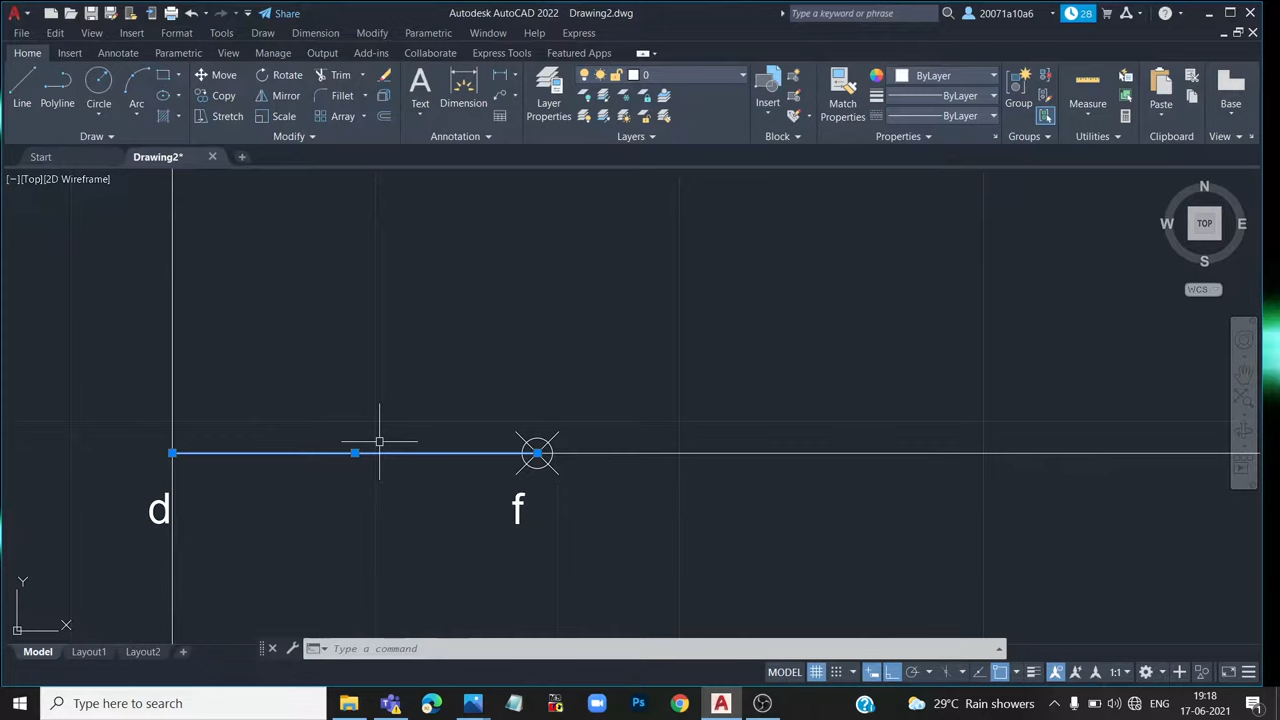 Autodesk AutoCAD 2022 Drawing2.dwg
Share
Type a keyword or phrase
20071a10a6
28
File Edit View Insert Format Tools Draw Dimension Modify Parametric Window Help Express
Home Insert Annotate Parametric View Manage Output Add-ins Collaborate Express Tools Featured Apps
Line Polyline Circle Arc
Move Rotate Trim
Copy Mirror Fillet
Stretch Scale Array
Text Dimension
Layer Properties
0
Insert
Match Properties
ByLayer
ByLayer
ByLayer
Group
Measure
Paste
Base
Draw Modify Annotation Layers Block Properties Groups Utilities Clipboard View
Start Drawing2*
[−][Top][2D Wireframe]
N
W TOP E
S
WCS
d f
Y
X
Type a command
Model Layout1 Layout2
MODEL 1:1
Type here to search
29°C Rain showers
ENG
19:18
17-06-2021
1